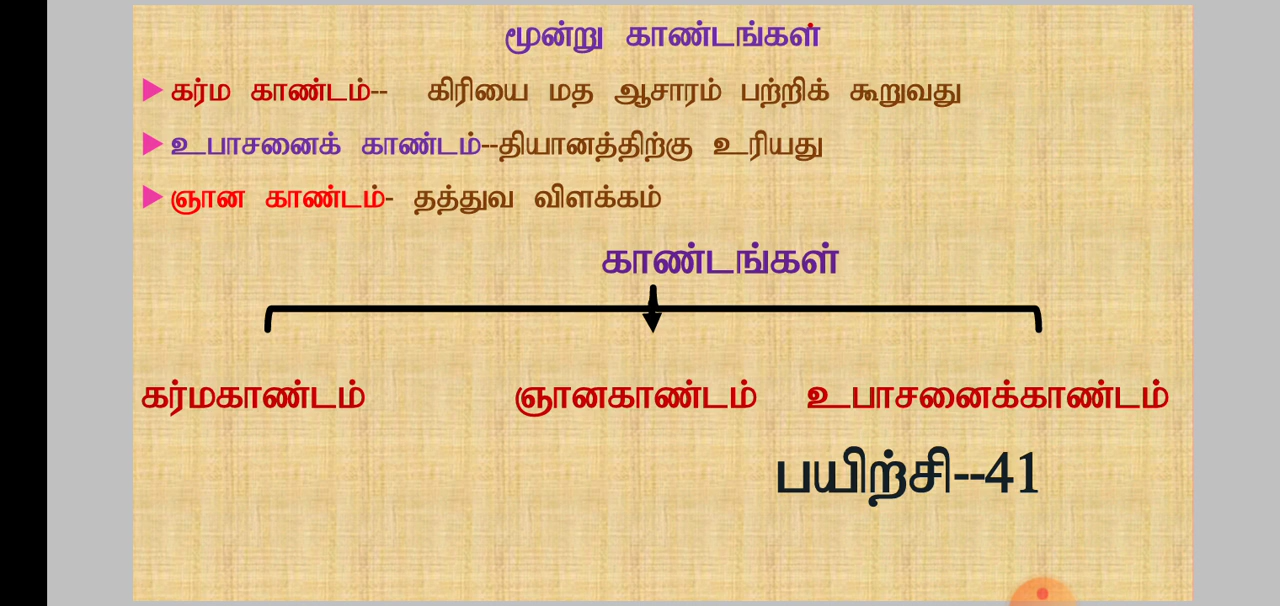 மூன்று காண்டங்கள்
கர்ம காண்டம்-- கிரியை மத ஆசாரம் பற்றிக் கூறுவது
உபாசனைக் காண்டம்--தியானத்திற்கு உரியது
ஞான காண்டம்- தத்துவ விளக்கம்
காண்டங்கள்
கர்மகாண்டம் ஞானகாண்டம் உபாசனைக்காண்டம்
பயிற்சி--41